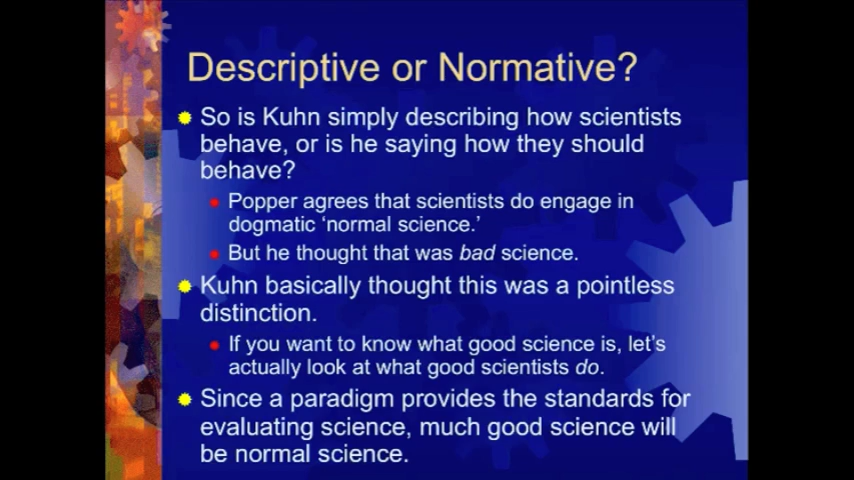 Descriptive or Normative?
So is Kuhn simply describing how scientists
behave, or is he saying how they should
behave?
Popper agrees that scientists do engage in
dogmatic ‘normal science.’
But he thought that was bad science.
Kuhn basically thought this was a pointless
distinction.
If you want to know what good science is, let’s
actually look at what good scientists do.
Since a paradigm provides the standards for
evaluating science, much good science will
be normal science.